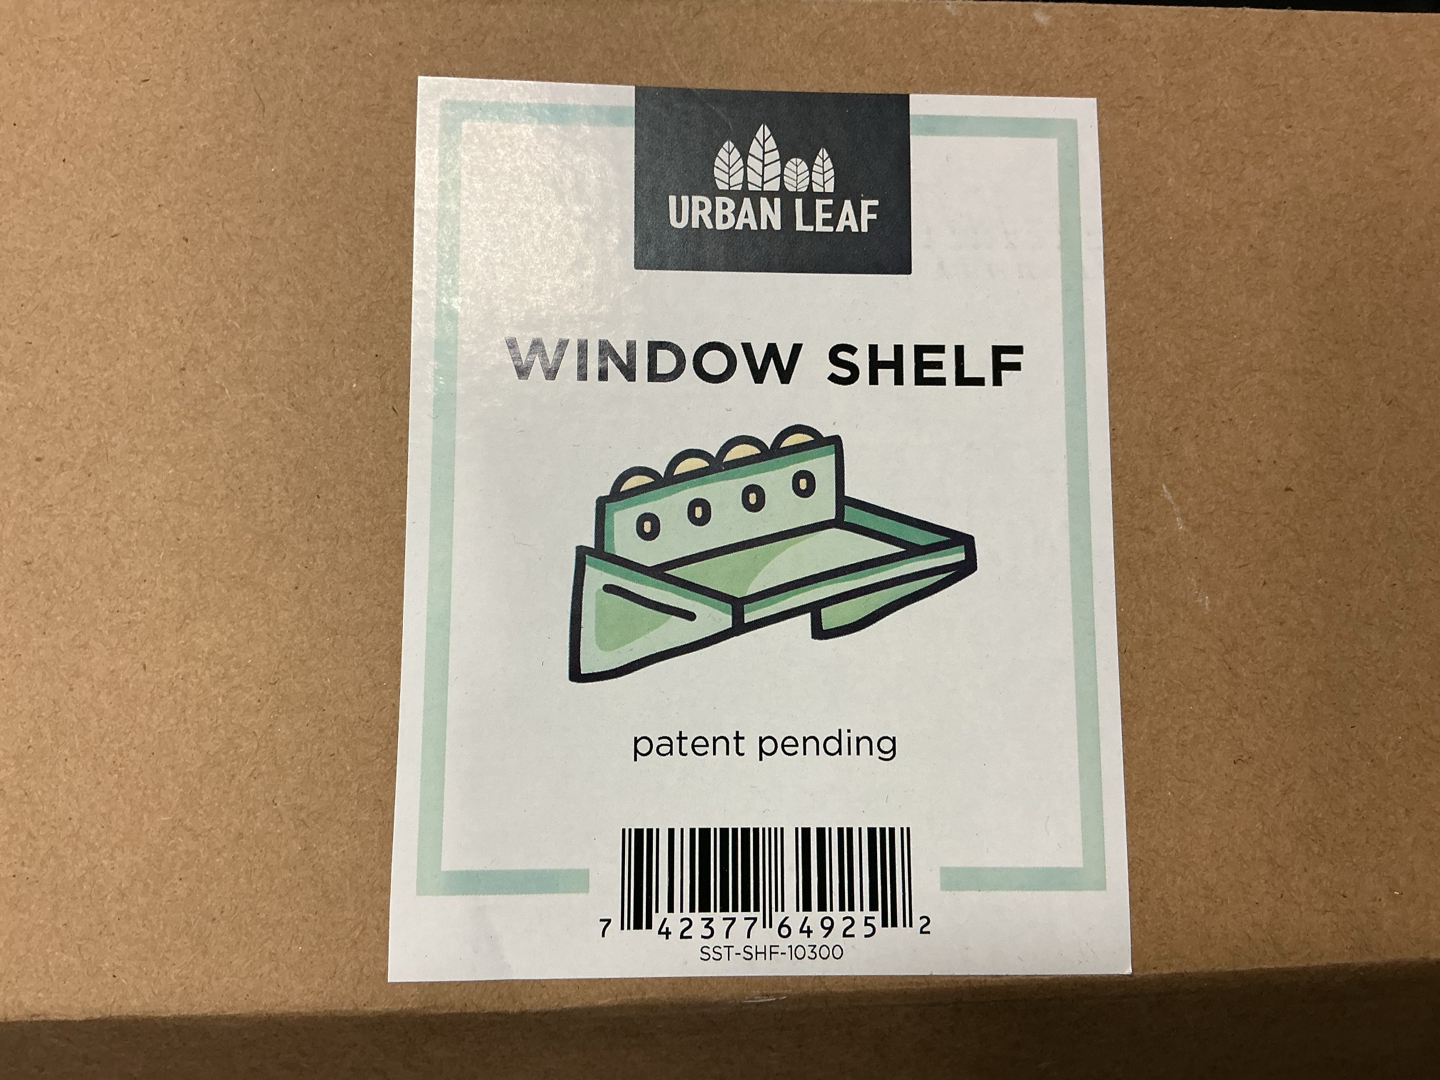 URBAN LEAF
WINDOW SHELF
patent pending
7 42377 64925 2
SST-SHF-10300